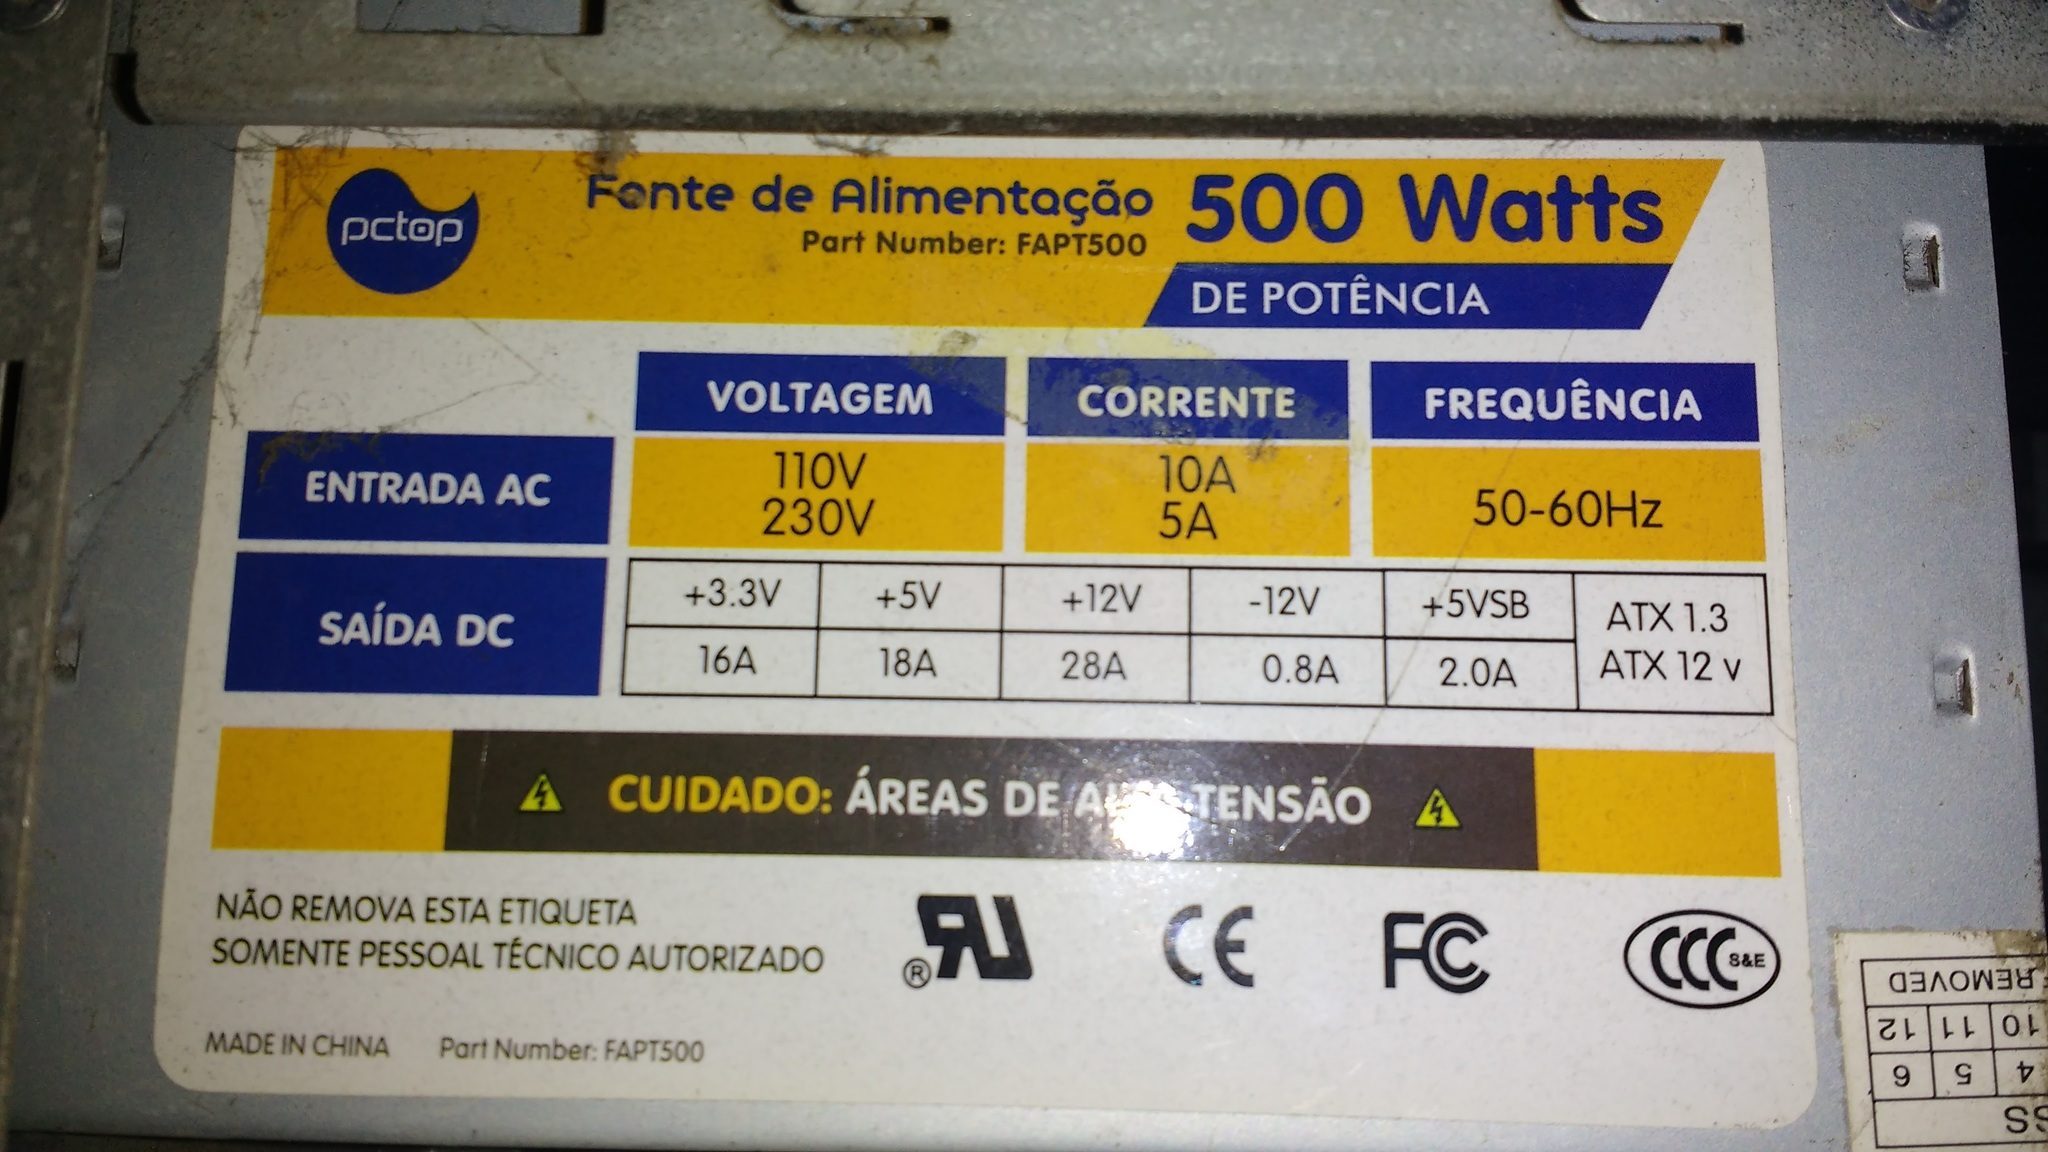 pctop
Fonte de Alimentação
Part Number: FAPT500
500 Watts
DE POTÊNCIA
VOLTAGEM CORRENTE FREQUÊNCIA
ENTRADA AC
110V 10A
230V 5A
50-60Hz
SAÍDA DC
+3.3V +5V +12V -12V +5VSB
16A 18A 28A 0.8A 2.0A
ATX 1.3
ATX 12 v
CUIDADO: ÁREAS DE TENSÃO
NÃO REMOVA ESTA ETIQUETA
SOMENTE PESSOAL TÉCNICO AUTORIZADO
MADE IN CHINA Part Number: FAPT500
® RU CE FC CCC S&E
REMOVED
10 11 12
4 5 6